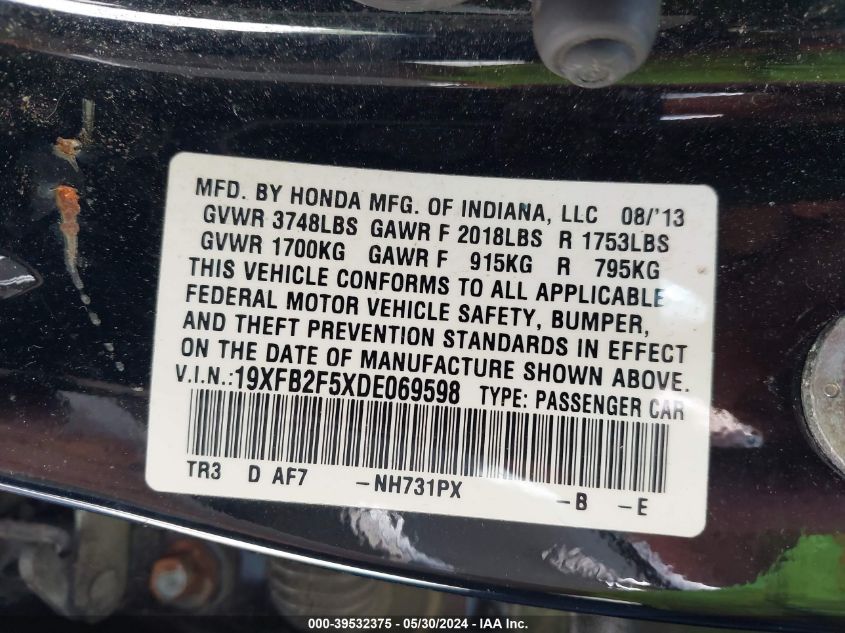 MFD. BY HONDA MFG. OF INDIANA, LLC 08/'13
GVWR 3748LBS GAWR F 2018LBS R 1753LBS
GVWR 1700KG GAWR F 915KG R 795KG
THIS VEHICLE CONFORMS TO ALL APPLICABLE
FEDERAL MOTOR VEHICLE SAFETY, BUMPER,
AND THEFT PREVENTION STANDARDS IN EFFECT
ON THE DATE OF MANUFACTURE SHOWN ABOVE.
V.I.N.:19XFB2F5XDE069598 TYPE: PASSENGER CAR
TR3 D AF7 -NH731PX -B -E
000-39532375 - 05/30/2024 - IAA Inc.